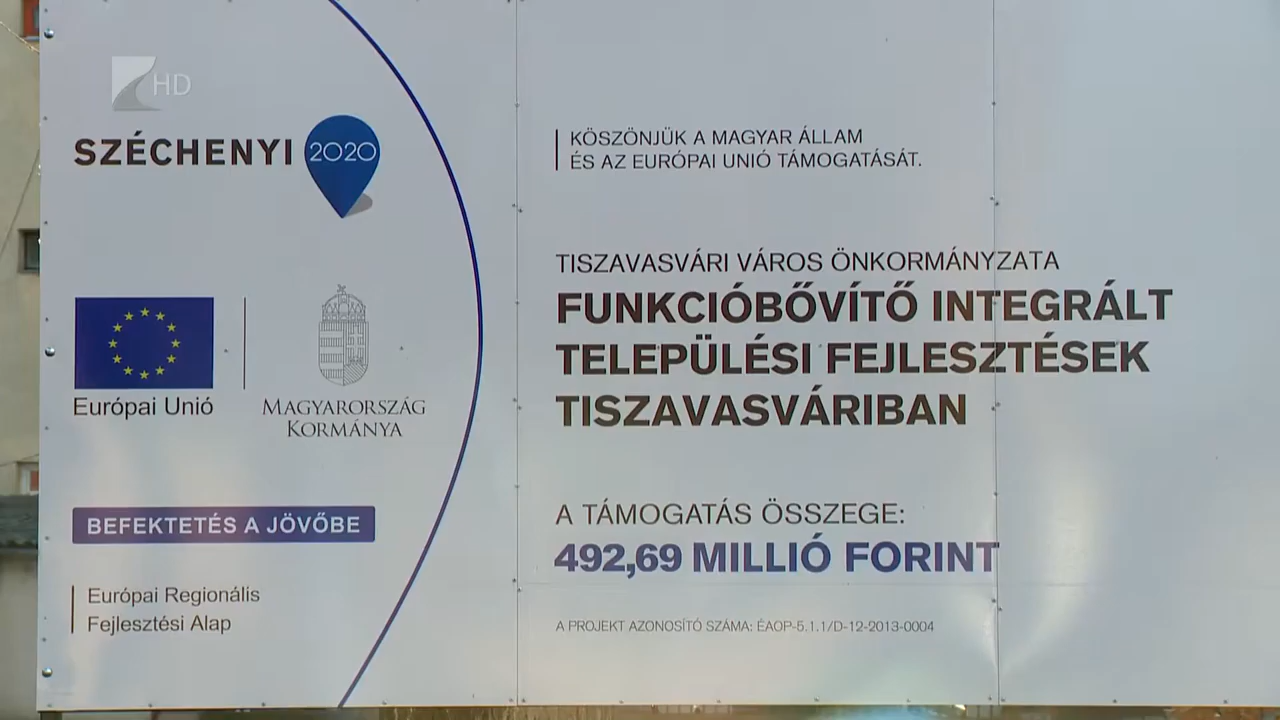 HD
SZÉCHENYI 2020
KÖSZÖNJÜK A MAGYAR ÁLLAM
ÉS AZ EURÓPAI UNIÓ TÁMOGATÁSÁT.
TISZAVASVÁRI VÁROS ÖNKORMÁNYZATA
FUNKCIÓBŐVÍTŐ INTEGRÁLT
TELEPÜLÉSI FEJLESZTÉSEK
TISZAVASVÁRIBAN
Európai Unió
MAGYARORSZÁG
KORMÁNYA
A TÁMOGATÁS ÖSSZEGE:
492,69 MILLIÓ FORINT
BEFEKTETÉS A JÖVŐBE
Európai Regionális
Fejlesztési Alap
A PROJEKT AZONOSÍTÓ SZÁMA: ÉAOP-5.1.1/D-12-2013-0004